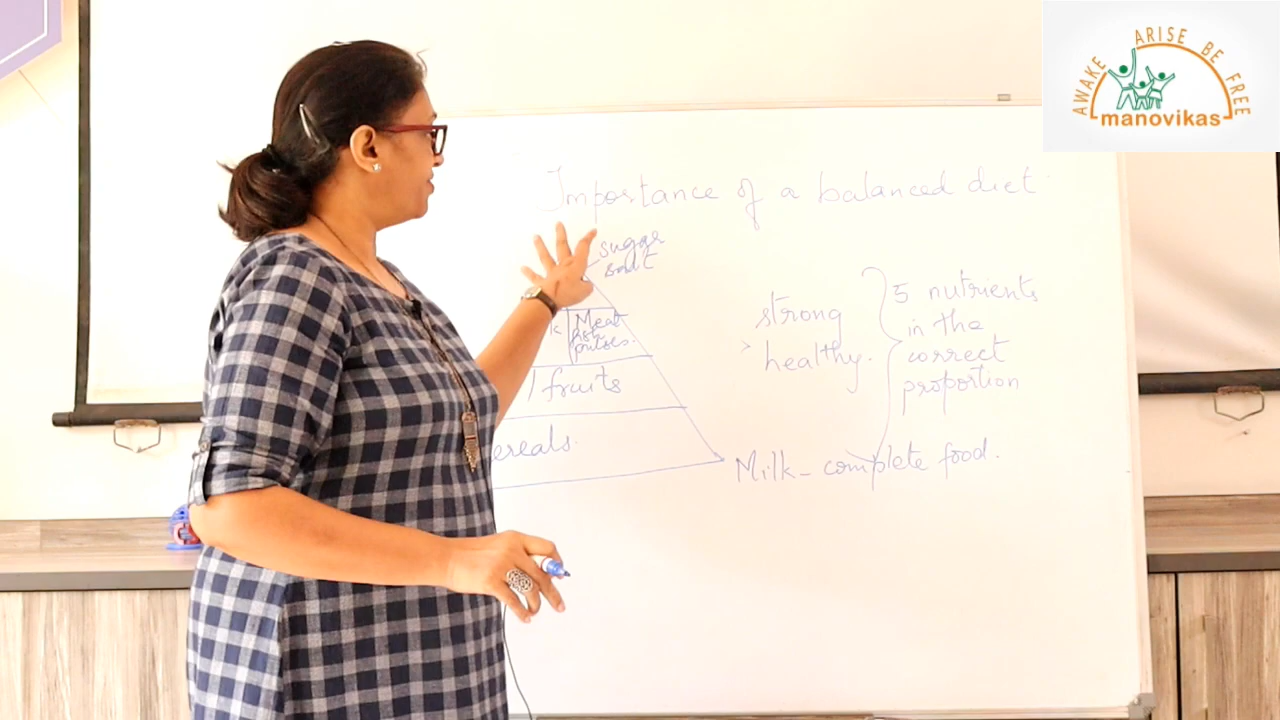 AWAKE ARISE BE FREE
manovikas
Importance of a balanced diet
sugar
salt
Meat
fish
pulses.
/ fruits
ereals.
strong
healthy.
5 nutrients
in the
correct
proportion
Milk - complete food.